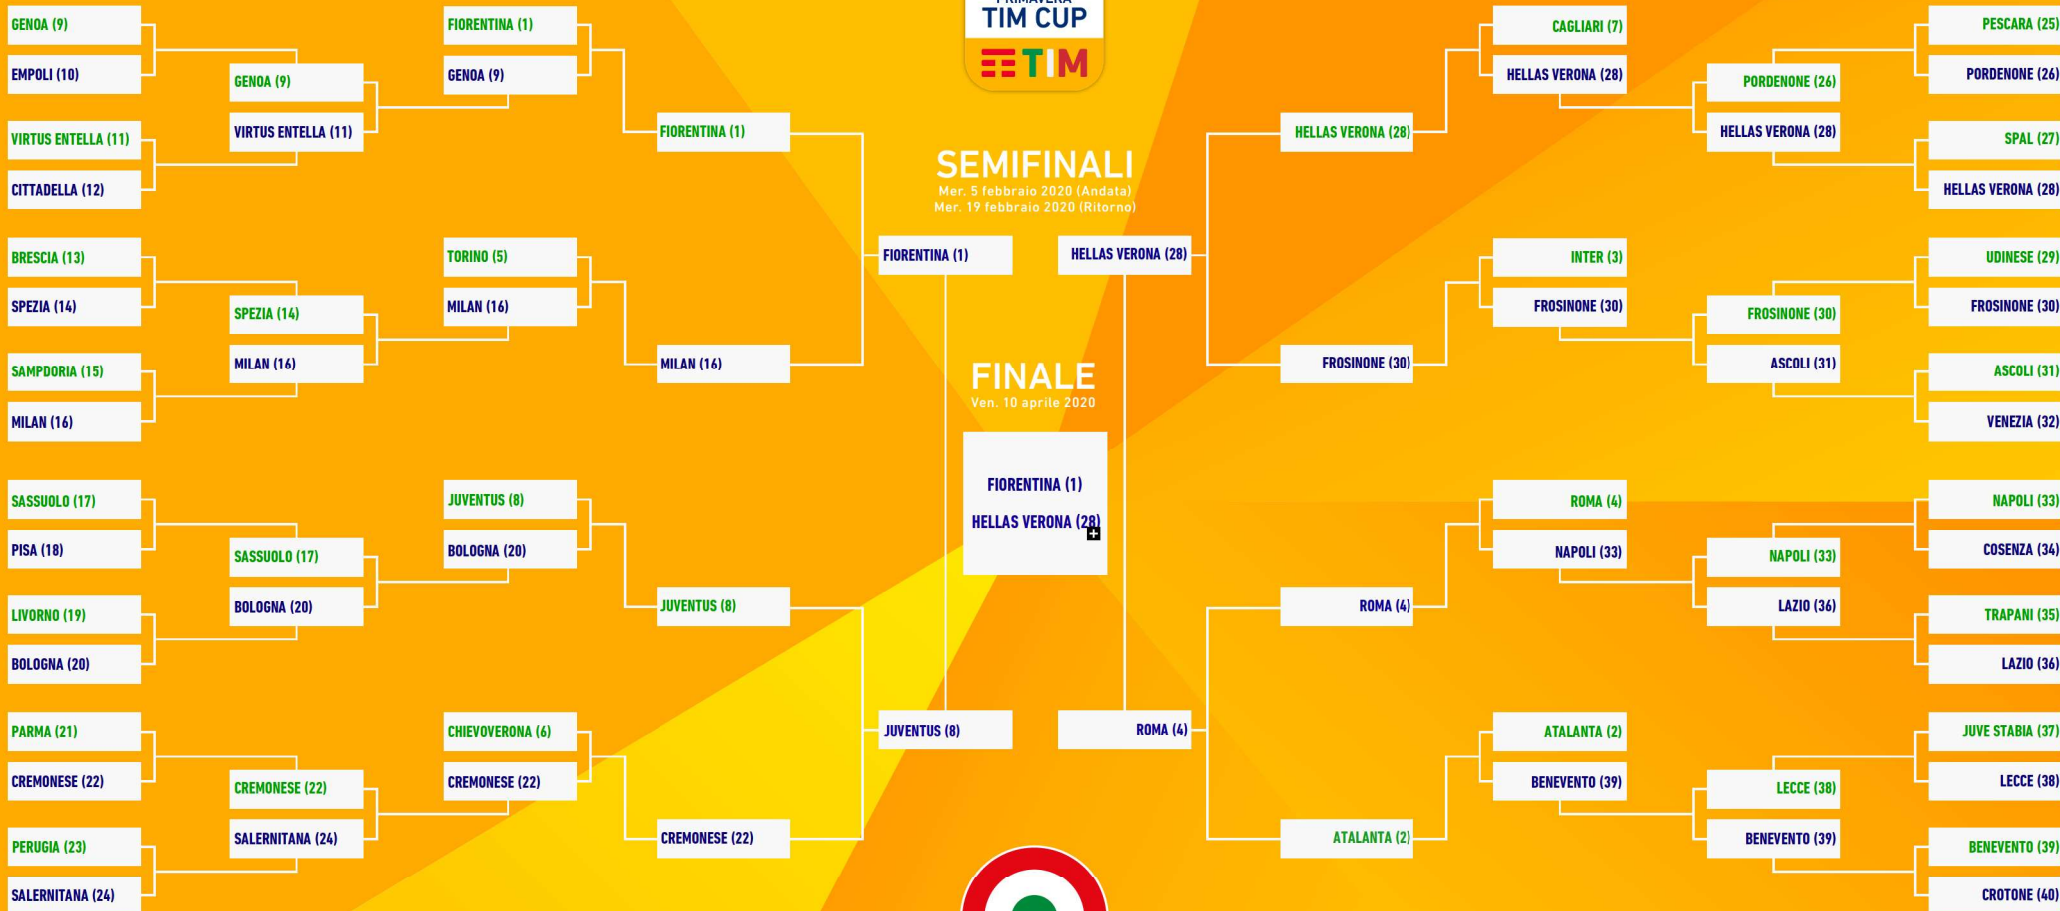 GENOA (9)
EMPOLI (10)
VIRTUS ENTELLA (11)
CITTADELLA (12)
BRESCIA (13)
SPEZIA (14)
SAMPDORIA (15)
MILAN (16)
SASSUOLO (17)
PISA (18)
LIVORNO (19)
BOLOGNA (20)
PARMA (21)
CREMONESE (22)
PERUGIA (23)
SALERNITANA (24)
GENOA (9)
VIRTUS ENTELLA (11)
SPEZIA (14)
MILAN (16)
SASSUOLO (17)
BOLOGNA (20)
CREMONESE (22)
SALERNITANA (24)
FIORENTINA (1)
GENOA (9)
TORINO (5)
MILAN (16)
JUVENTUS (8)
BOLOGNA (20)
CHIEVOVERONA (6)
CREMONESE (22)
FIORENTINA (1)
MILAN (16)
JUVENTUS (8)
CREMONESE (22)
FIORENTINA (1)
JUVENTUS (8)
PRIMAVERA
TIM CUP
TIM
SEMIFINALI
Mer. 5 febbraio 2020 (Andata)
Mer. 19 febbraio 2020 (Ritorno)
FINALE
Ven. 10 aprile 2020
FIORENTINA (1)
HELLAS VERONA (28)
HELLAS VERONA (28)
ROMA (4)
HELLAS VERONA (28)
FROSINONE (30)
ROMA (4)
ATALANTA (2)
CAGLIARI (7)
HELLAS VERONA (28)
INTER (3)
FROSINONE (30)
ROMA (4)
NAPOLI (33)
ATALANTA (2)
BENEVENTO (39)
PORDENONE (26)
HELLAS VERONA (28)
FROSINONE (30)
ASCOLI (31)
NAPOLI (33)
LAZIO (36)
LECCE (38)
BENEVENTO (39)
PESCARA (25)
PORDENONE (26)
SPAL (27)
HELLAS VERONA (28)
UDINESE (29)
FROSINONE (30)
ASCOLI (31)
VENEZIA (32)
NAPOLI (33)
COSENZA (34)
TRAPANI (35)
LAZIO (36)
JUVE STABIA (37)
LECCE (38)
BENEVENTO (39)
CROTONE (40)